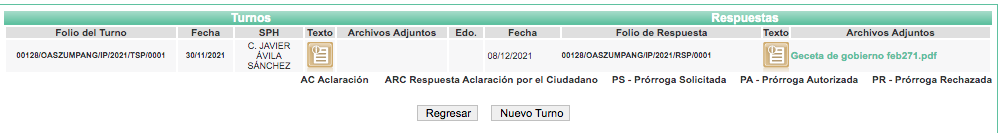 Turnos Respuestas
Folio del Turno Fecha SPH Texto Archivos Adjuntos Edo. Fecha Folio de Respuesta Texto Archivos Adjuntos
00128/OASZUMPANG/IP/2021/TSP/0001 30/11/2021 C. JAVIER ÁVILA SÁNCHEZ 08/12/2021 00128/OASZUMPANG/IP/2021/RSP/0001 Geceta de gobierno feb271.pdf
AC Aclaración ARC Respuesta Aclaración por el Ciudadano PS - Prórroga Solicitada PA - Prórroga Autorizada PR - Prórroga Rechazada
Regresar Nuevo Turno